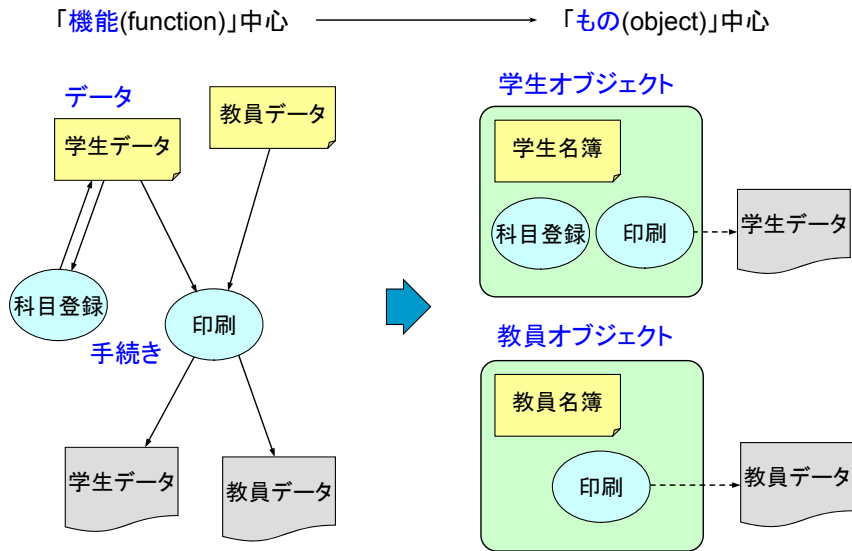 「機能(function)」中心
「もの(object)」中心
データ
学生データ
教員データ
科目登録
印刷
手続き
学生データ
教員データ
学生オブジェクト
学生名簿
科目登録
印刷
学生データ
教員オブジェクト
教員名簿
印刷
教員データ